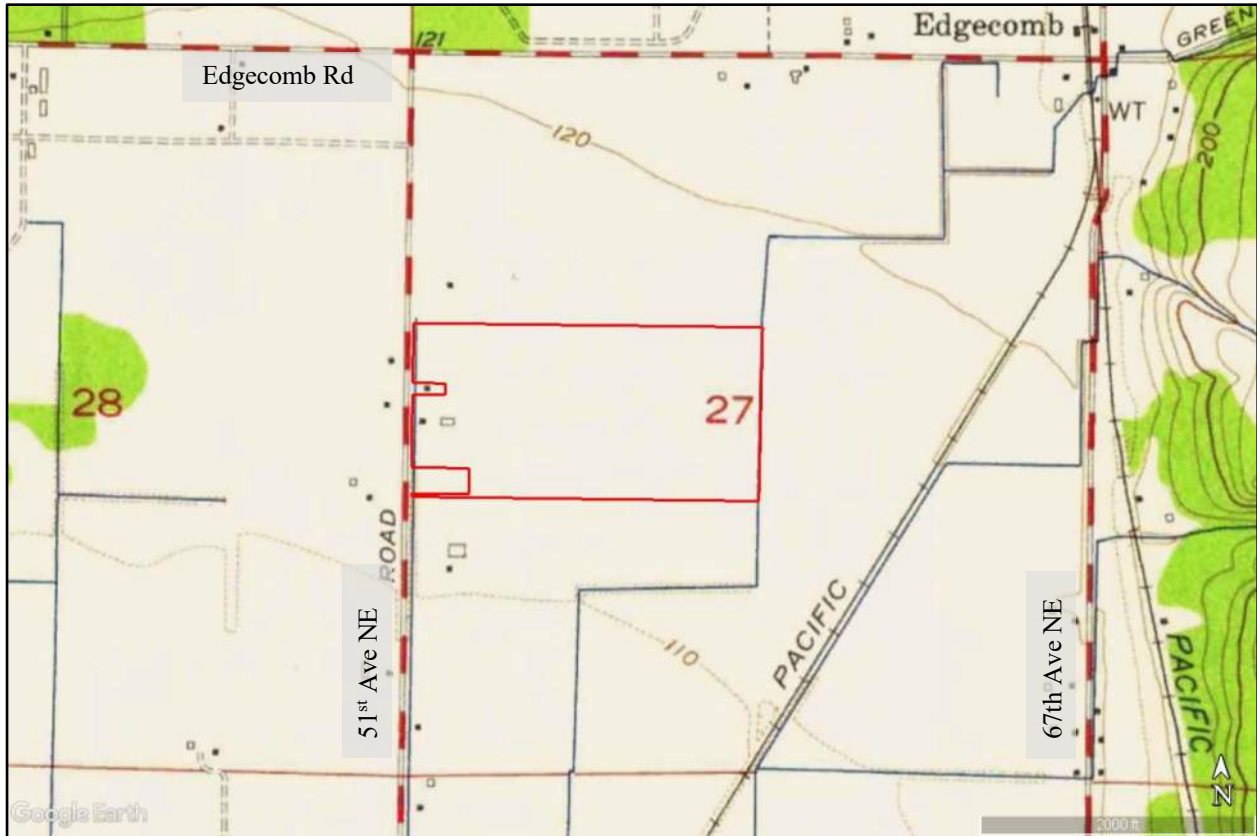 121
Edgecomb
GREEN
Edgecomb Rd
WT
120
200
28
27
ROAD
51st Ave NE
110
PACIFIC
67th Ave NE
PACIFIC
N
Google Earth
2000 ft